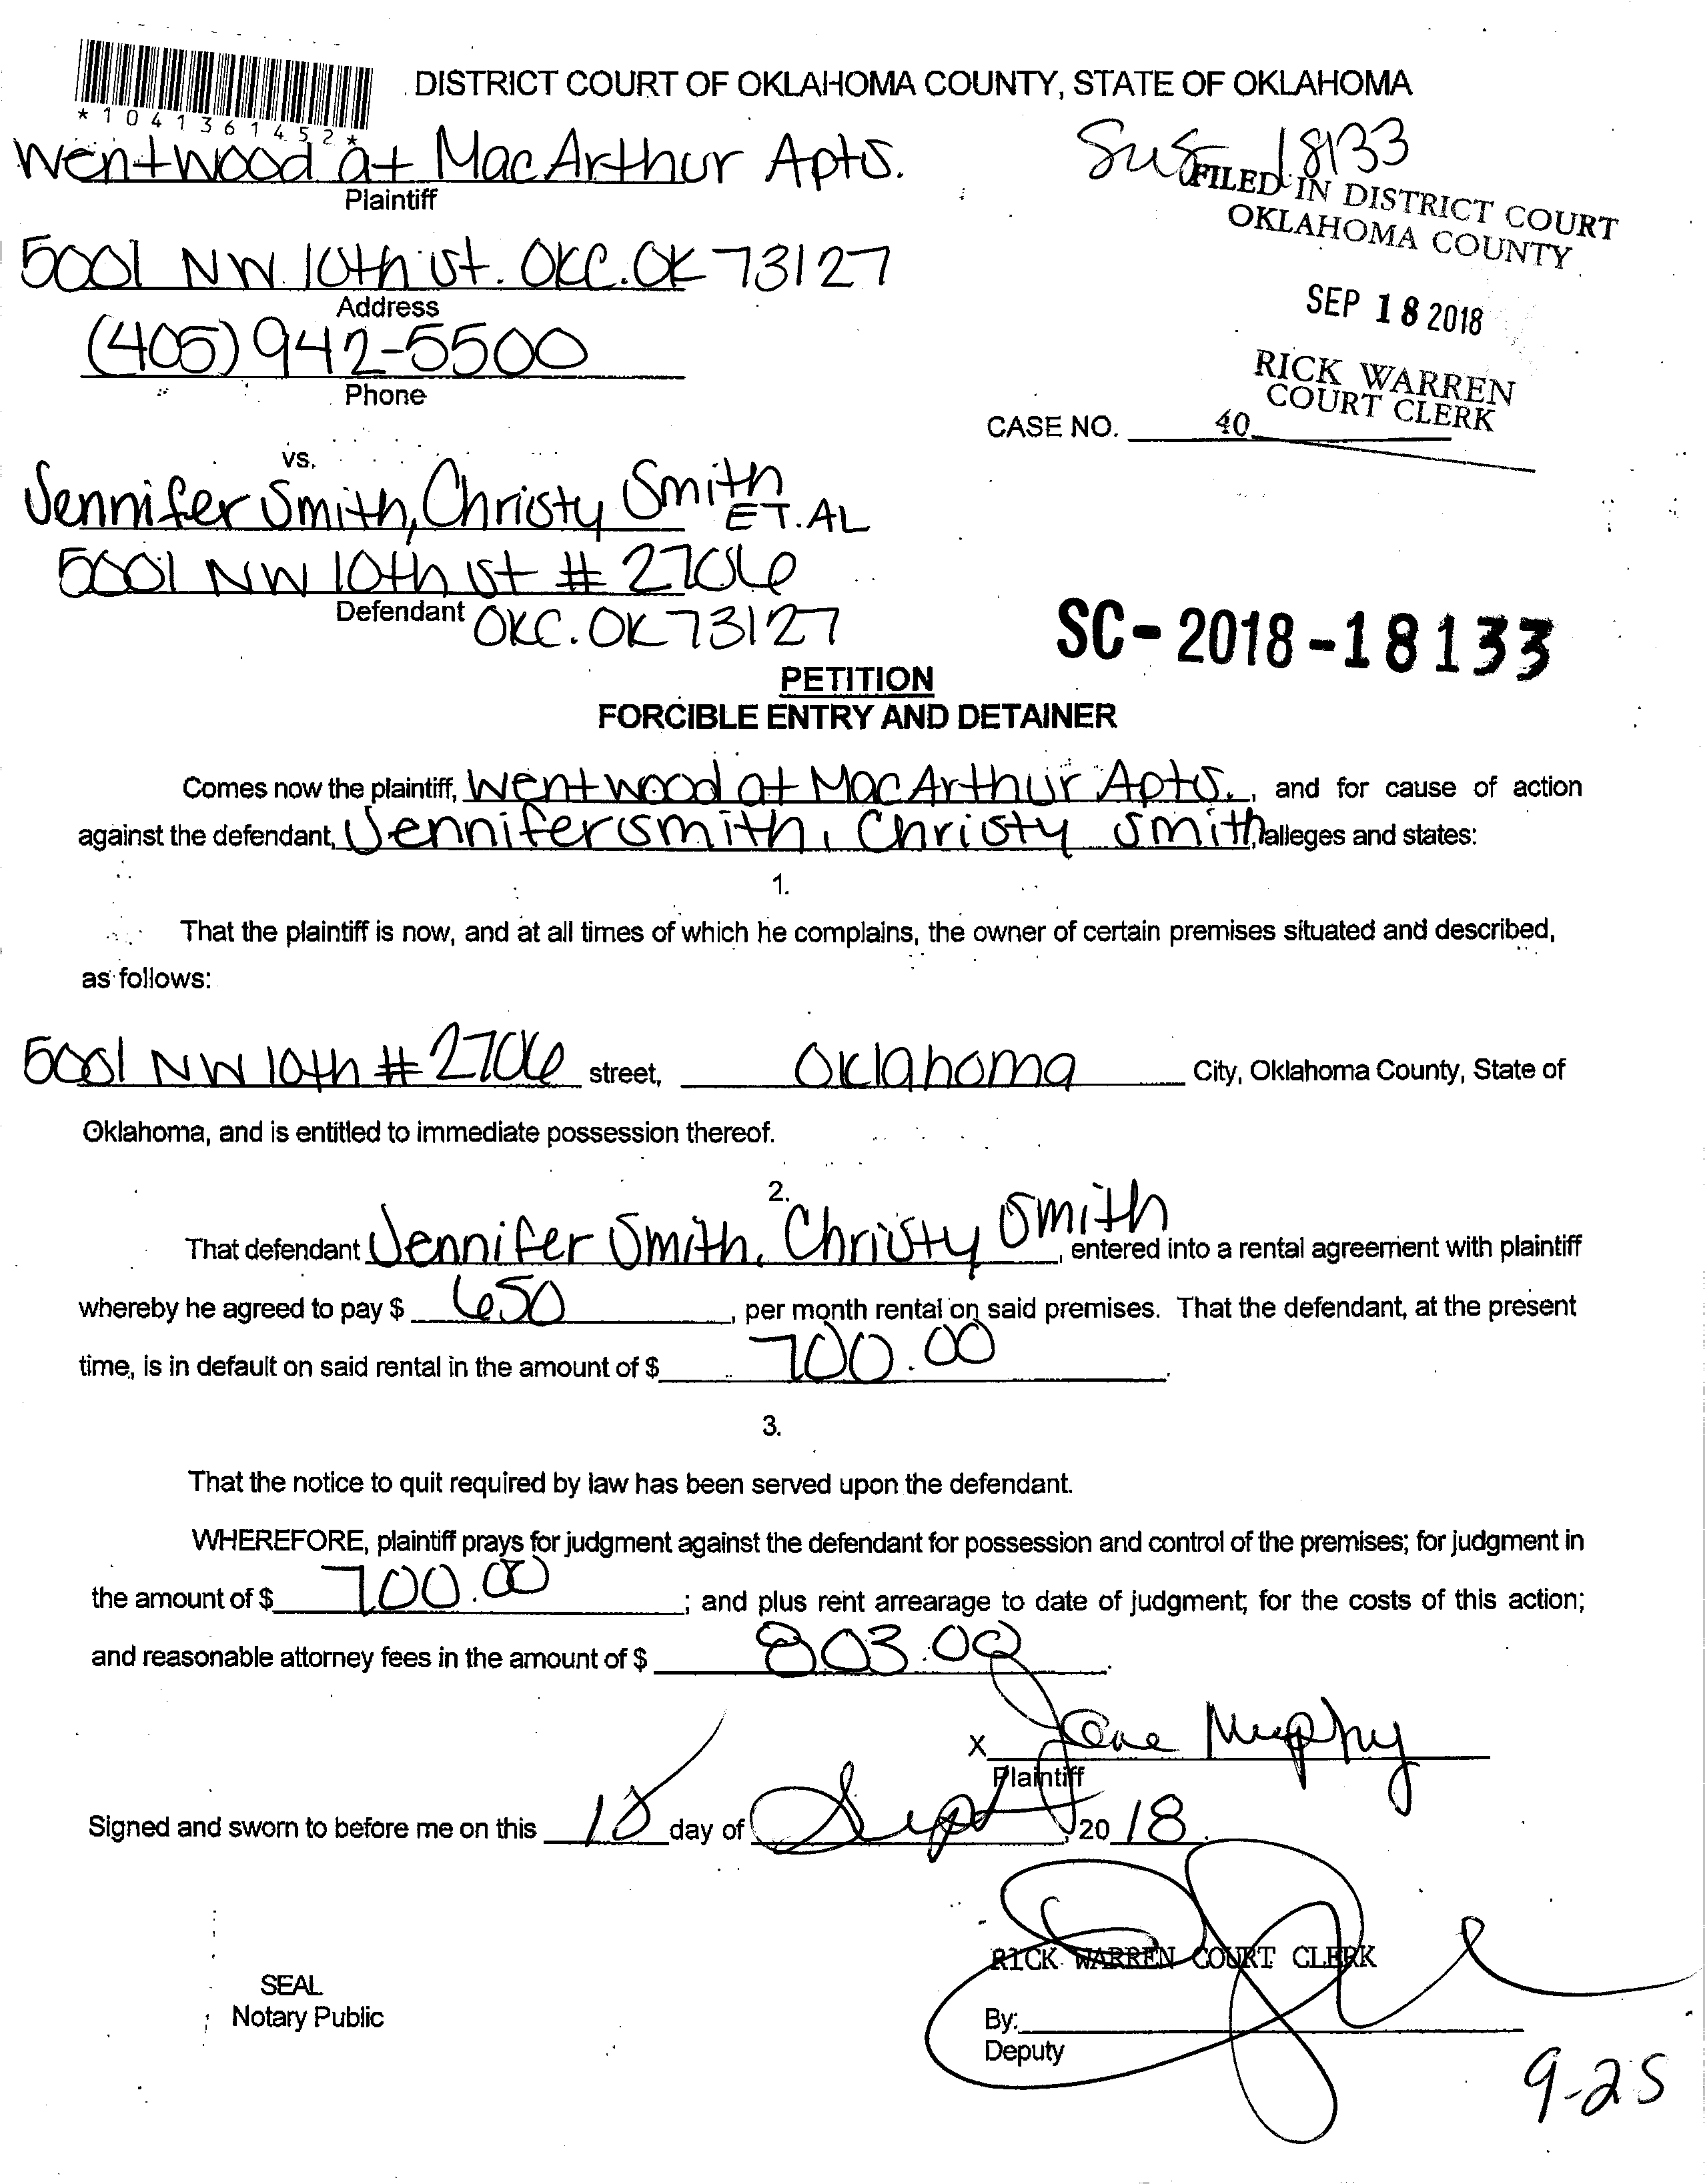 DISTRICT COURT OF OKLAHOMA COUNTY, STATE OF OKLAHOMA
*1041361452*
Wentwood at MacArthur Apts.
Plaintiff
18133
FILED IN DISTRICT COURT
OKLAHOMA COUNTY
5001 NW 10th St. OKC. OK 73127
Address
SEP 18 2018
(405) 942-5500
Phone
RICK WARREN
COURT CLERK
CASE NO.
40
vs.
Jennifer Smith, Christy Smith
ET. AL
5001 NW 10th St # 2706
Defendant
OKC. OK 73127
SC-2018-18133
PETITION
FORCIBLE ENTRY AND DETAINER
Comes now the plaintiff, Wentwood at MacArthur Apts., and for cause of action
against the defendant, Jennifer Smith, Christy Smith, alleges and states:
1.
That the plaintiff is now, and at all times of which he complains, the owner of certain premises situated and described,
as follows:
5001 NW 10th # 2706 street, Oklahoma City, Oklahoma County, State of
Oklahoma, and is entitled to immediate possession thereof.
2.
That defendant Jennifer Smith, Christy Smith, entered into a rental agreement with plaintiff
whereby he agreed to pay $ 650, per month rental on said premises. That the defendant, at the present
time, is in default on said rental in the amount of $ 700.00.
3.
That the notice to quit required by law has been served upon the defendant.
WHEREFORE, plaintiff prays for judgment against the defendant for possession and control of the premises; for judgment in
the amount of $ 700.00; and plus rent arrearage to date of judgment; for the costs of this action;
and reasonable attorney fees in the amount of $ 803.00.
X Murphy
Plaintiff
Signed and sworn to before me on this 18 day of Sept, 20 18.
RICK WARREN COURT CLERK
SEAL
Notary Public
By:
Deputy
9-25